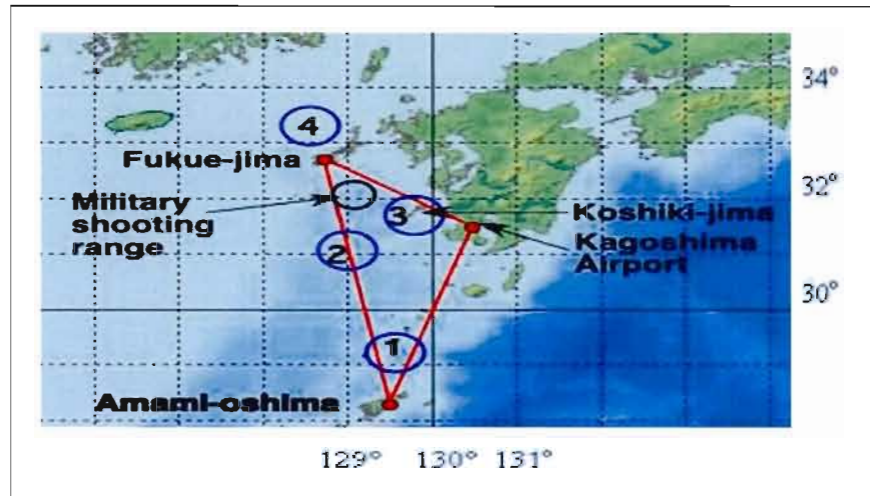 34°
4
Fukue-jima
32°
Military
shooting
range
3
Koshiki-jima
Kagoshima
Airport
2
30°
1
Amami-oshima
129° 130° 131°